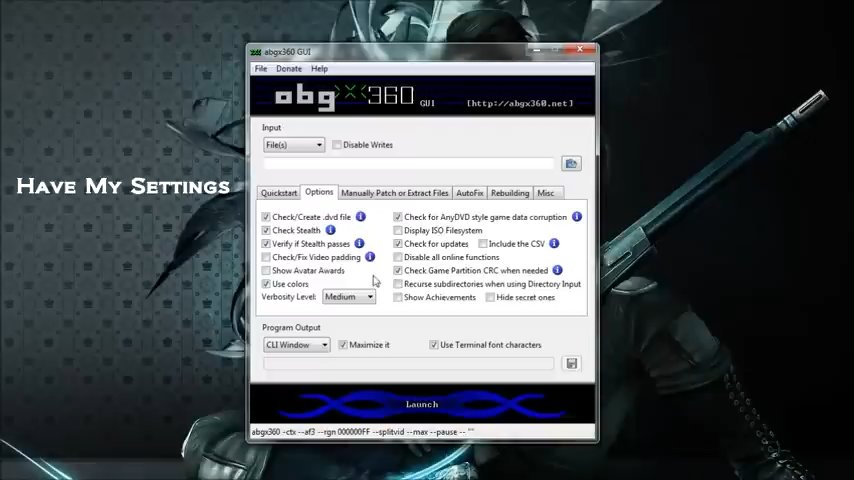 abgx360 GUI
File Donate Help
abgx360 GUI [http://abgx360.net]
Input
File(s) Disable Writes
Have My Settings
Quickstart Options Manually Patch or Extract Files AutoFix Rebuilding Misc
Check/Create .dvd file Check for AnyDVD style game data corruption
Check Stealth Display ISO Filesystem
Verify if Stealth passes Check for updates Include the CSV
Check/Fix Video padding Disable all online functions
Show Avatar Awards Check Game Partition CRC when needed
Use colors Recurse subdirectories when using Directory Input
Verbosity Level: Medium Show Achievements Hide secret ones
Program Output
CLI Window Maximize it Use Terminal font characters
Launch
abgx360 -ctx --af3 --rgn 000000FF --splitvid --max --pause -- ""